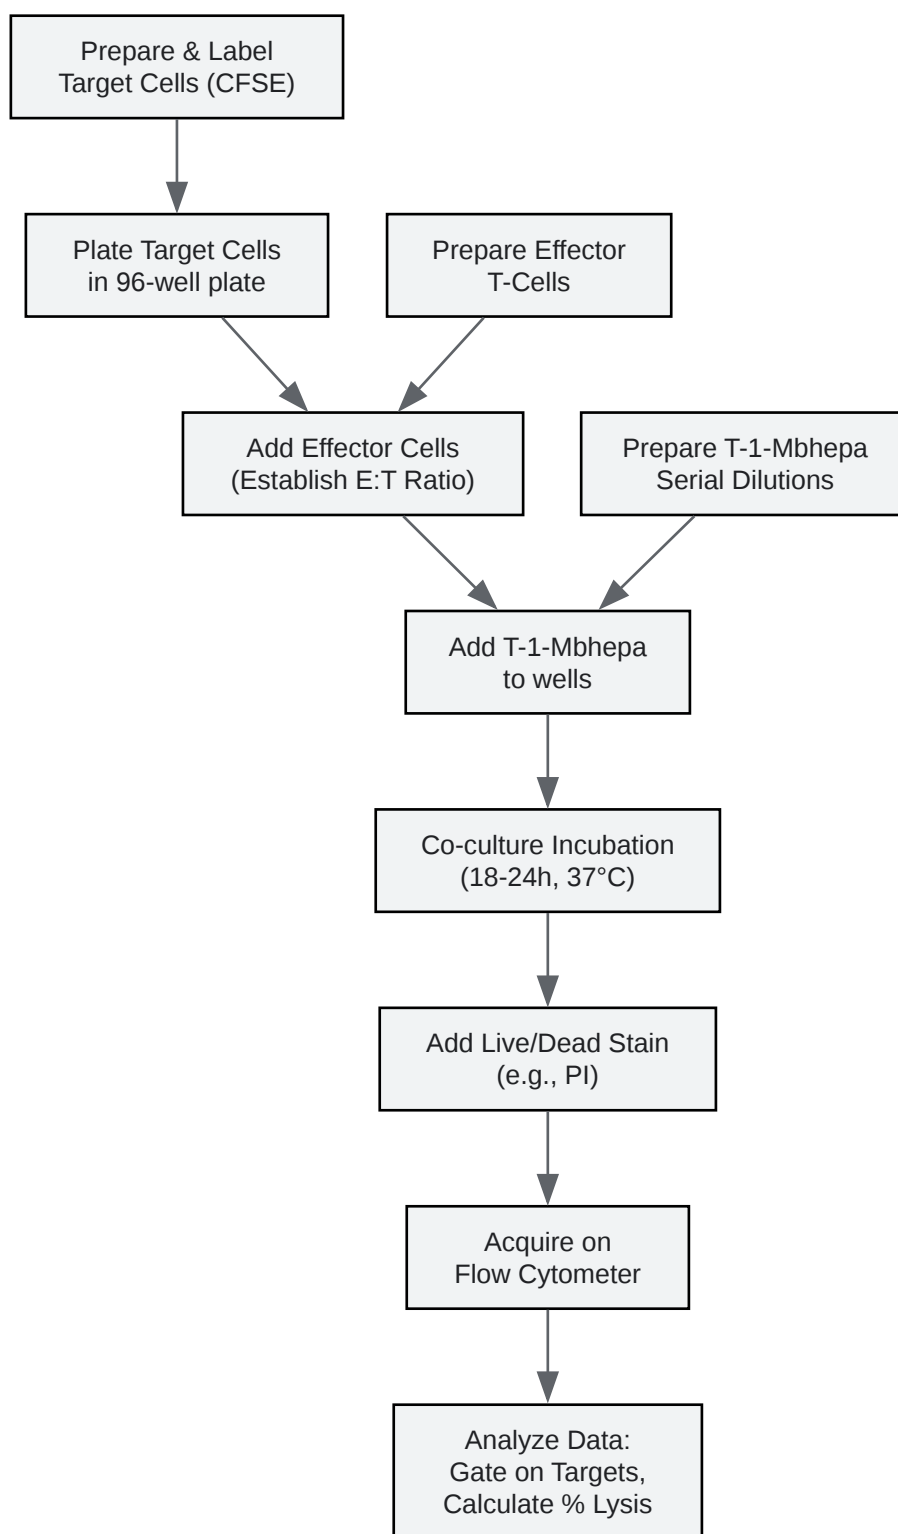 Prepare & Label
Target Cells (CFSE)
Plate Target Cells
in 96-well plate
Prepare Effector
T-Cells
Add Effector Cells
(Establish E:T Ratio)
Prepare T-1-Mbhepa
Serial Dilutions
Add T-1-Mbhepa
to wells
Co-culture Incubation
(18-24h, 37°C)
Add Live/Dead Stain
(e.g., PI)
Acquire on
Flow Cytometer
Analyze Data:
Gate on Targets,
Calculate % Lysis